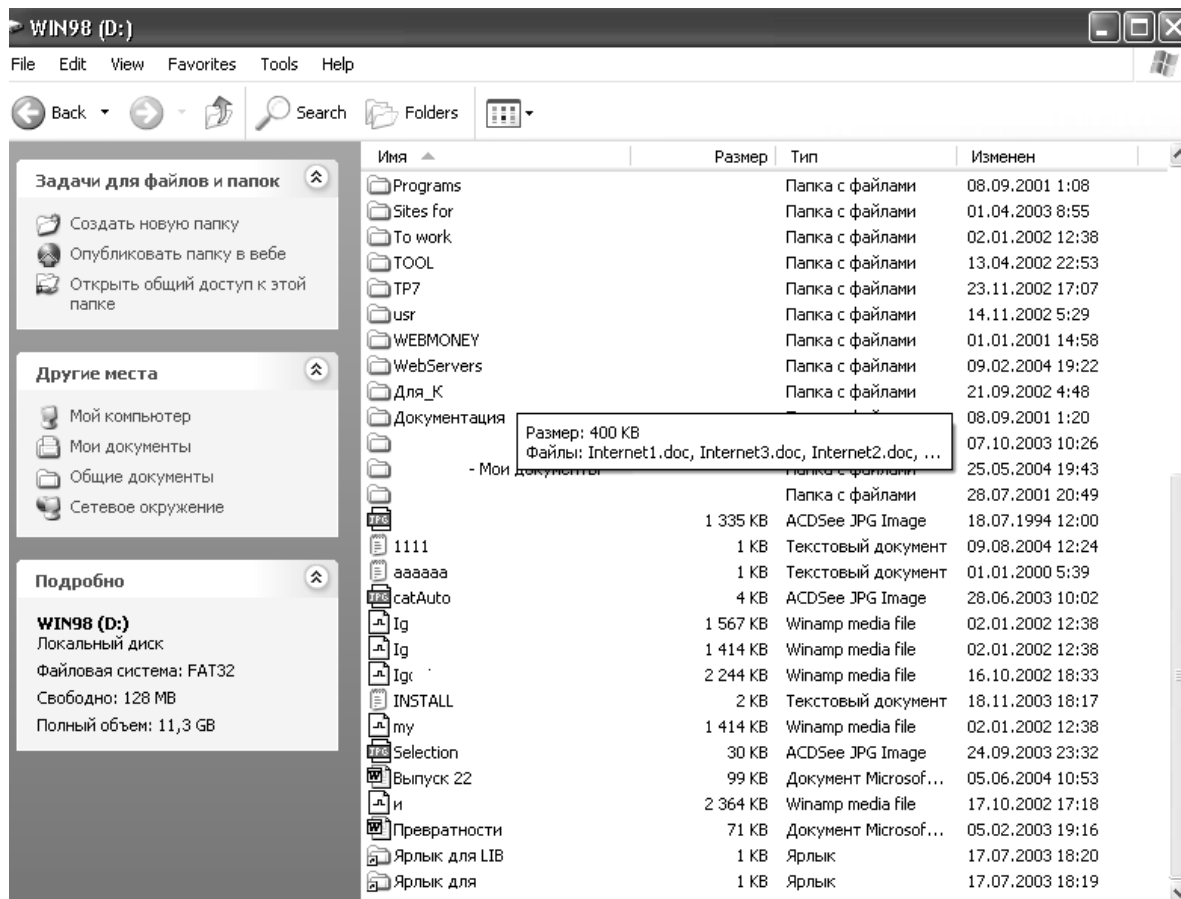 WIN98 (D:)
File Edit View Favorites Tools Help
Back Search Folders
Задачи для файлов и папок
Создать новую папку
Опубликовать папку в вебе
Открыть общий доступ к этой
папке
Другие места
Мой компьютер
Мои документы
Общие документы
Сетевое окружение
Подробно
WIN98 (D:)
Локальный диск
Файловая система: FAT32
Свободно: 128 MB
Полный объем: 11,3 GB
Имя Размер Тип Изменен
Programs Папка с файлами 08.09.2001 1:08
Sites for Папка с файлами 01.04.2003 8:55
To work Папка с файлами 02.01.2002 12:38
TOOL Папка с файлами 13.04.2002 22:53
TP7 Папка с файлами 23.11.2002 17:07
usr Папка с файлами 14.11.2002 5:29
WEBMONEY Папка с файлами 01.01.2001 14:58
WebServers Папка с файлами 09.02.2004 19:22
Для_К Папка с файлами 21.09.2002 4:48
Документация 08.09.2001 1:20
Размер: 400 KB
Файлы: Internet1.doc, Internet3.doc, Internet2.doc, ...
07.10.2003 10:26
- Мои документы Папка с файлами 25.05.2004 19:43
Папка с файлами 28.07.2001 20:49
JPG 1 335 KB ACDSee JPG Image 18.07.1994 12:00
1111 1 KB Текстовый документ 09.08.2004 12:24
aaaaaa 1 KB Текстовый документ 01.01.2000 5:39
JPG catAuto 4 KB ACDSee JPG Image 28.06.2003 10:02
Ig 1 567 KB Winamp media file 02.01.2002 12:38
Ig 1 414 KB Winamp media file 02.01.2002 12:38
Ig 2 244 KB Winamp media file 16.10.2002 18:33
INSTALL 2 KB Текстовый документ 18.11.2003 18:17
my 1 414 KB Winamp media file 02.01.2002 12:38
JPG Selection 30 KB ACDSee JPG Image 24.09.2003 23:32
Выпуск 22 99 KB Документ Microsof... 05.06.2004 10:53
и 2 364 KB Winamp media file 17.10.2002 17:18
Превратности 71 KB Документ Microsof... 05.02.2003 19:16
Ярлык для LIB 1 KB Ярлык 17.07.2003 18:20
Ярлык для 1 KB Ярлык 17.07.2003 18:19